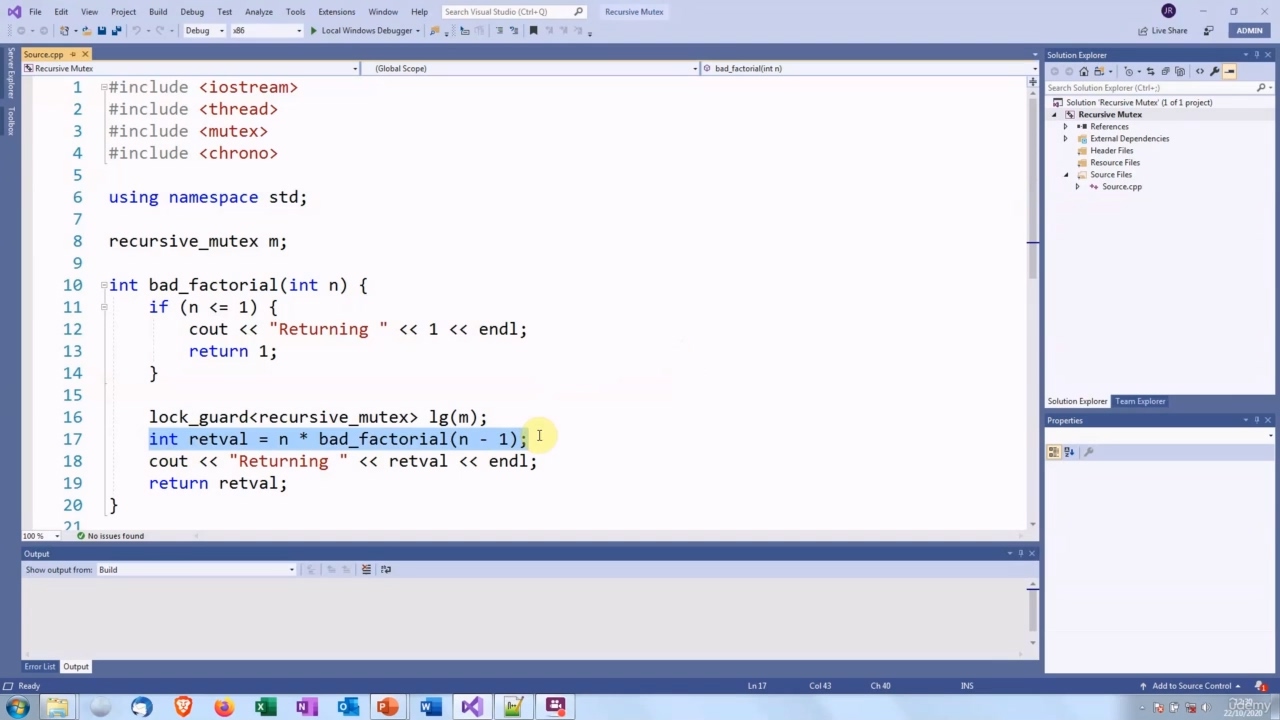 File Edit View Project Build Debug Test Analyze Tools Extensions Window Help Search Visual Studio (Ctrl+Q) Recursive Mutex JR
Debug x86 Local Windows Debugger Live Share ADMIN
Server Explorer
Toolbox
Source.cpp
Recursive Mutex (Global Scope) bad_factorial(int n)
1 #include <iostream>
2 #include <thread>
3 #include <mutex>
4 #include <chrono>
5
6 using namespace std;
7
8 recursive_mutex m;
9
10 int bad_factorial(int n) {
11 if (n <= 1) {
12 cout << "Returning " << 1 << endl;
13 return 1;
14 }
15
16 lock_guard<recursive_mutex> lg(m);
17 int retval = n * bad_factorial(n - 1);
18 cout << "Returning " << retval << endl;
19 return retval;
20 }
21
100 % No issues found
Output
Show output from: Build
Error List Output
Solution Explorer
Search Solution Explorer (Ctrl+;)
Solution 'Recursive Mutex' (1 of 1 project)
Recursive Mutex
References
External Dependencies
Header Files
Resource Files
Source Files
Source.cpp
Solution Explorer Team Explorer
Properties
Ready Ln 17 Col 43 Ch 40 INS Add to Source Control 1
udemy
22/10/2020